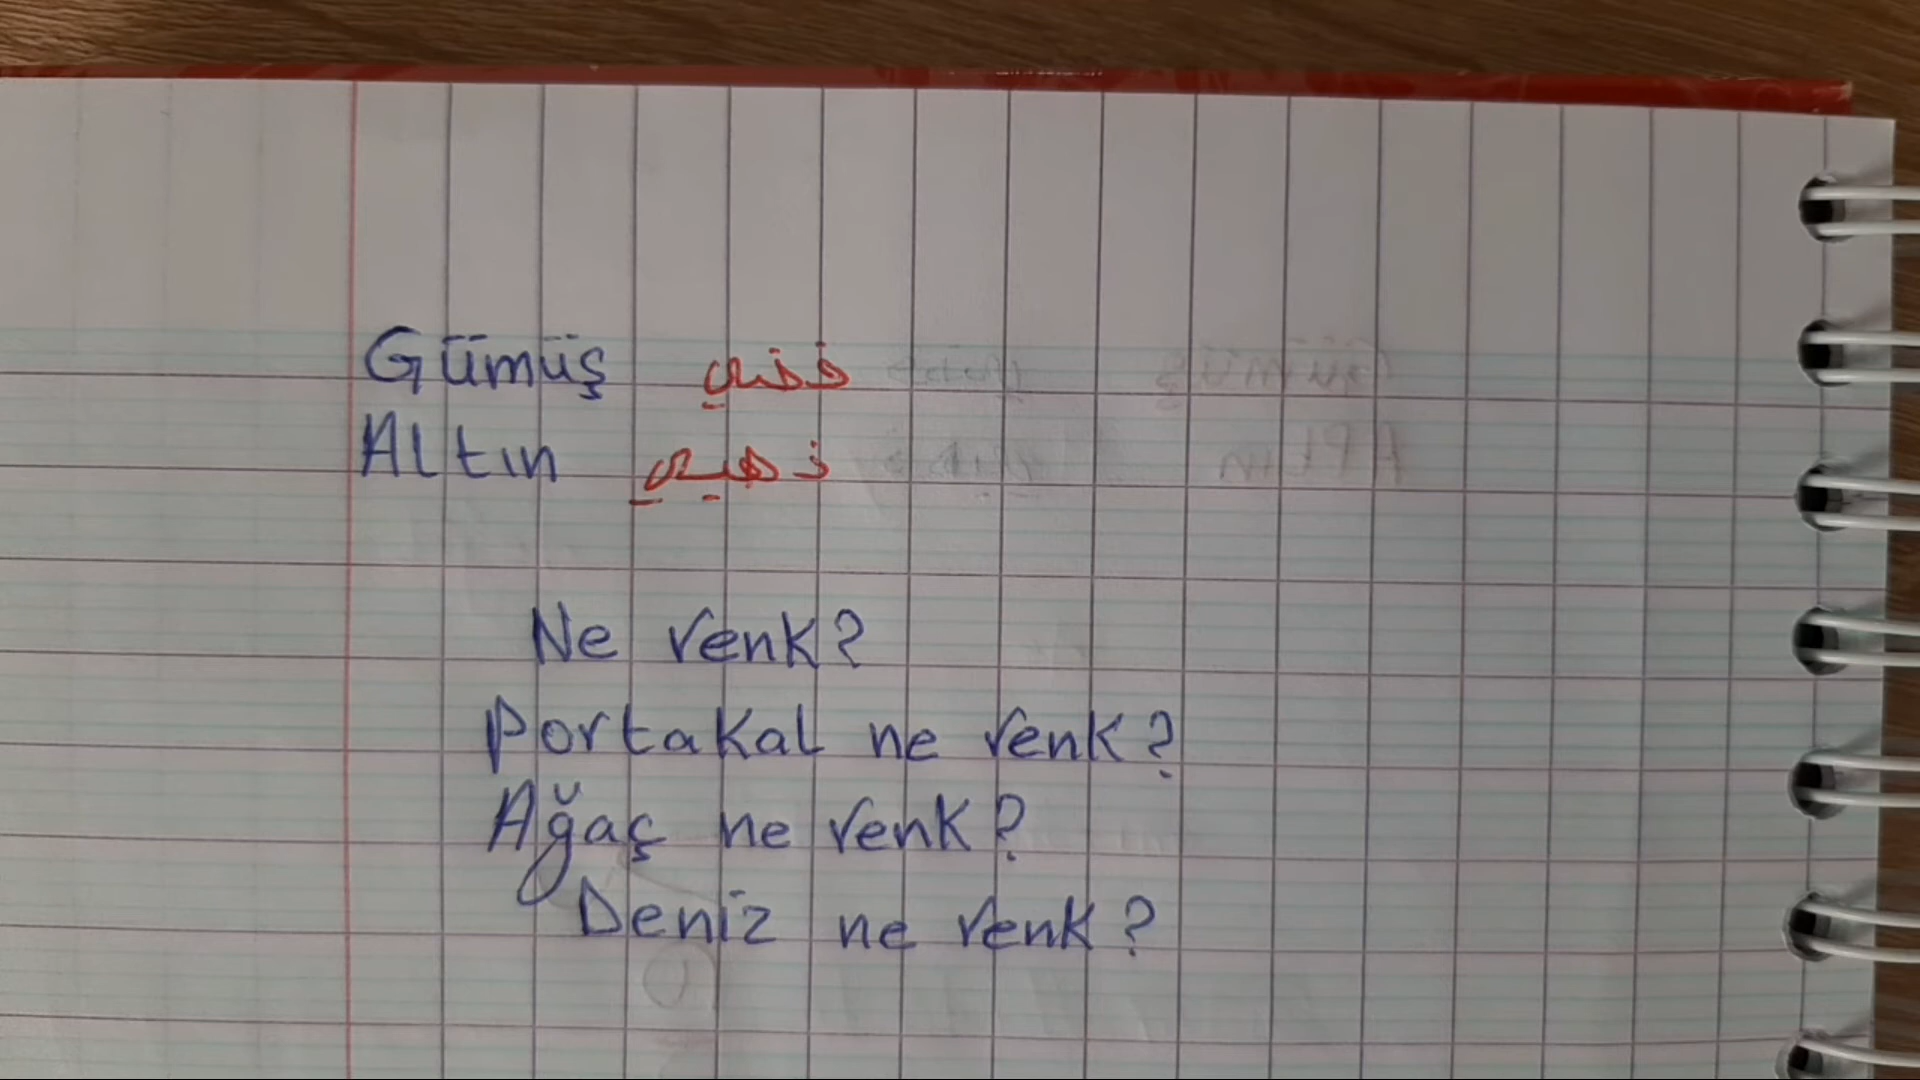 Gümüş فضي
Altın ذهبي
Ne renk?
Portakal ne renk?
Ağaç ne renk?
Deniz ne renk?